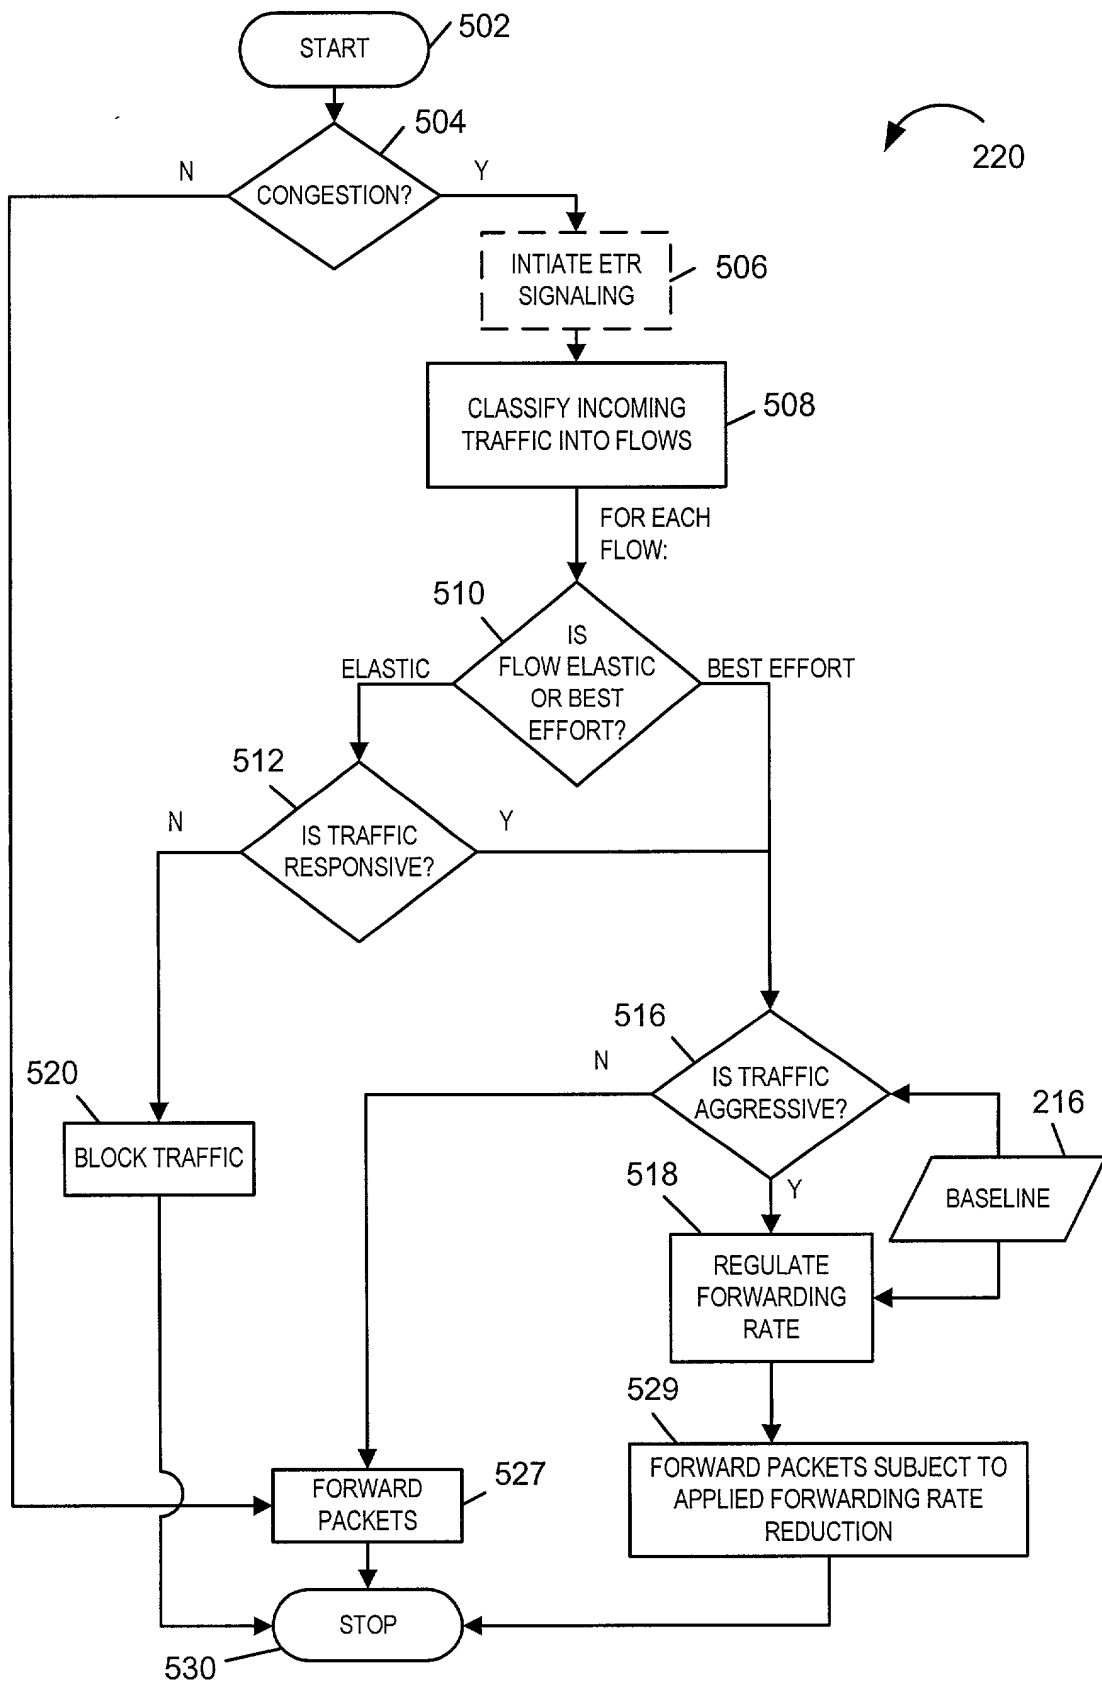 START
502
504
220
N
Y
CONGESTION?
INTIATE ETR
SIGNALING
506
CLASSIFY INCOMING
TRAFFIC INTO FLOWS
508
FOR EACH
FLOW:
510
IS
FLOW ELASTIC
OR BEST
EFFORT?
ELASTIC
BEST EFFORT
512
N
Y
IS TRAFFIC
RESPONSIVE?
516
N
IS TRAFFIC
AGGRESSIVE?
520
BLOCK TRAFFIC
216
BASELINE
518
Y
REGULATE
FORWARDING
RATE
529
FORWARD PACKETS SUBJECT TO
APPLIED FORWARDING RATE
REDUCTION
FORWARD
PACKETS
527
STOP
530